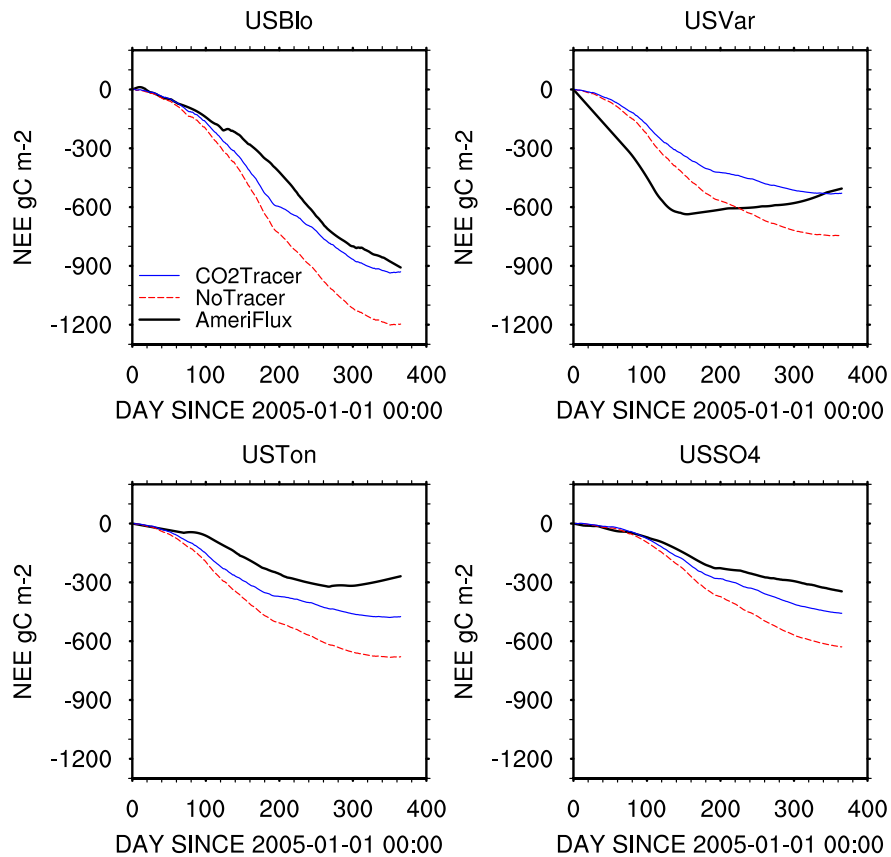 USBlo
NEE gC m-2
0
-300
-600
-900
-1200
CO2Tracer
NoTracer
AmeriFlux
0 100 200 300 400
DAY SINCE 2005-01-01 00:00
USVar
NEE gC m-2
0
-300
-600
-900
-1200
0 100 200 300 400
DAY SINCE 2005-01-01 00:00
USTon
NEE gC m-2
0
-300
-600
-900
-1200
0 100 200 300 400
DAY SINCE 2005-01-01 00:00
USSO4
NEE gC m-2
0
-300
-600
-900
-1200
0 100 200 300 400
DAY SINCE 2005-01-01 00:00